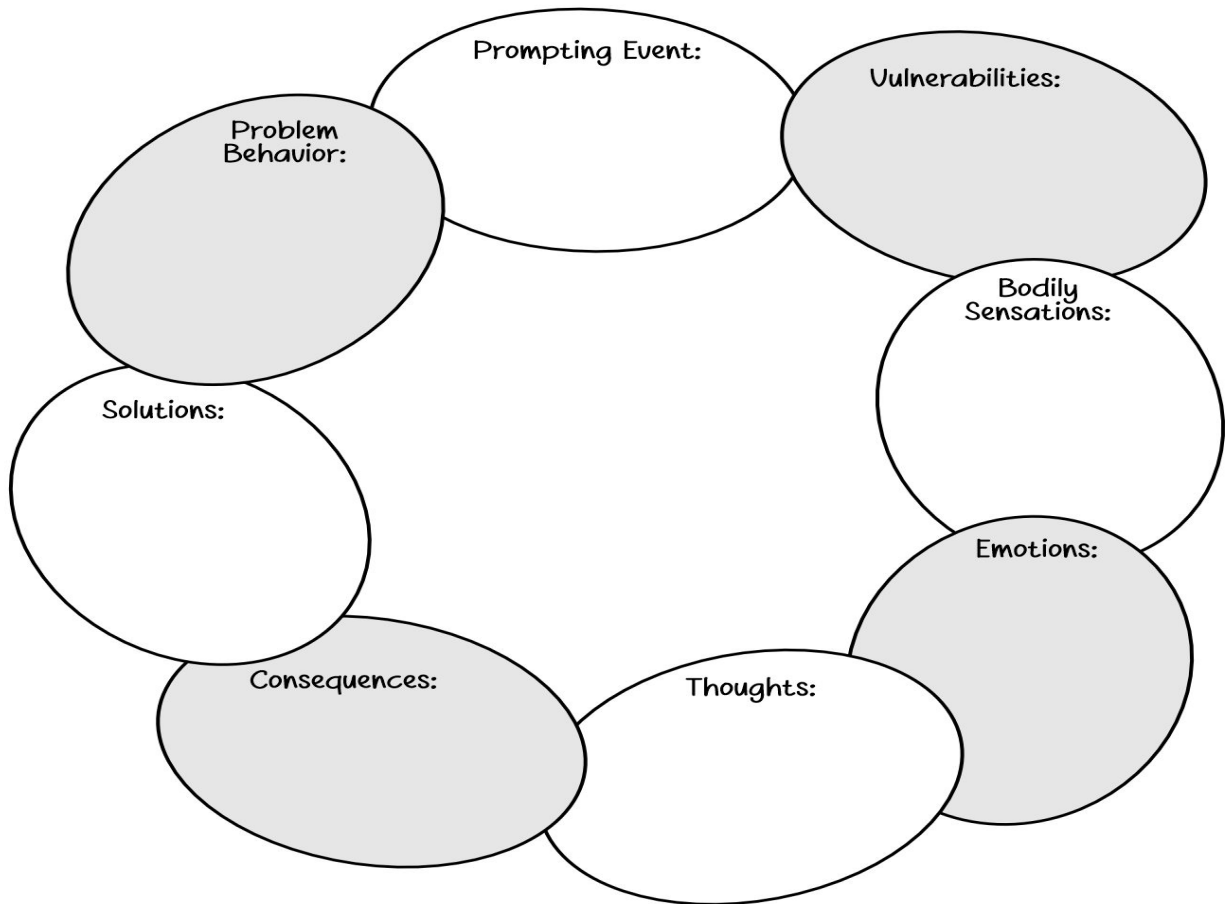 Prompting Event:
Vulnerabilities:
Problem
Behavior:
Bodily
Sensations:
Solutions:
Emotions:
Consequences:
Thoughts: